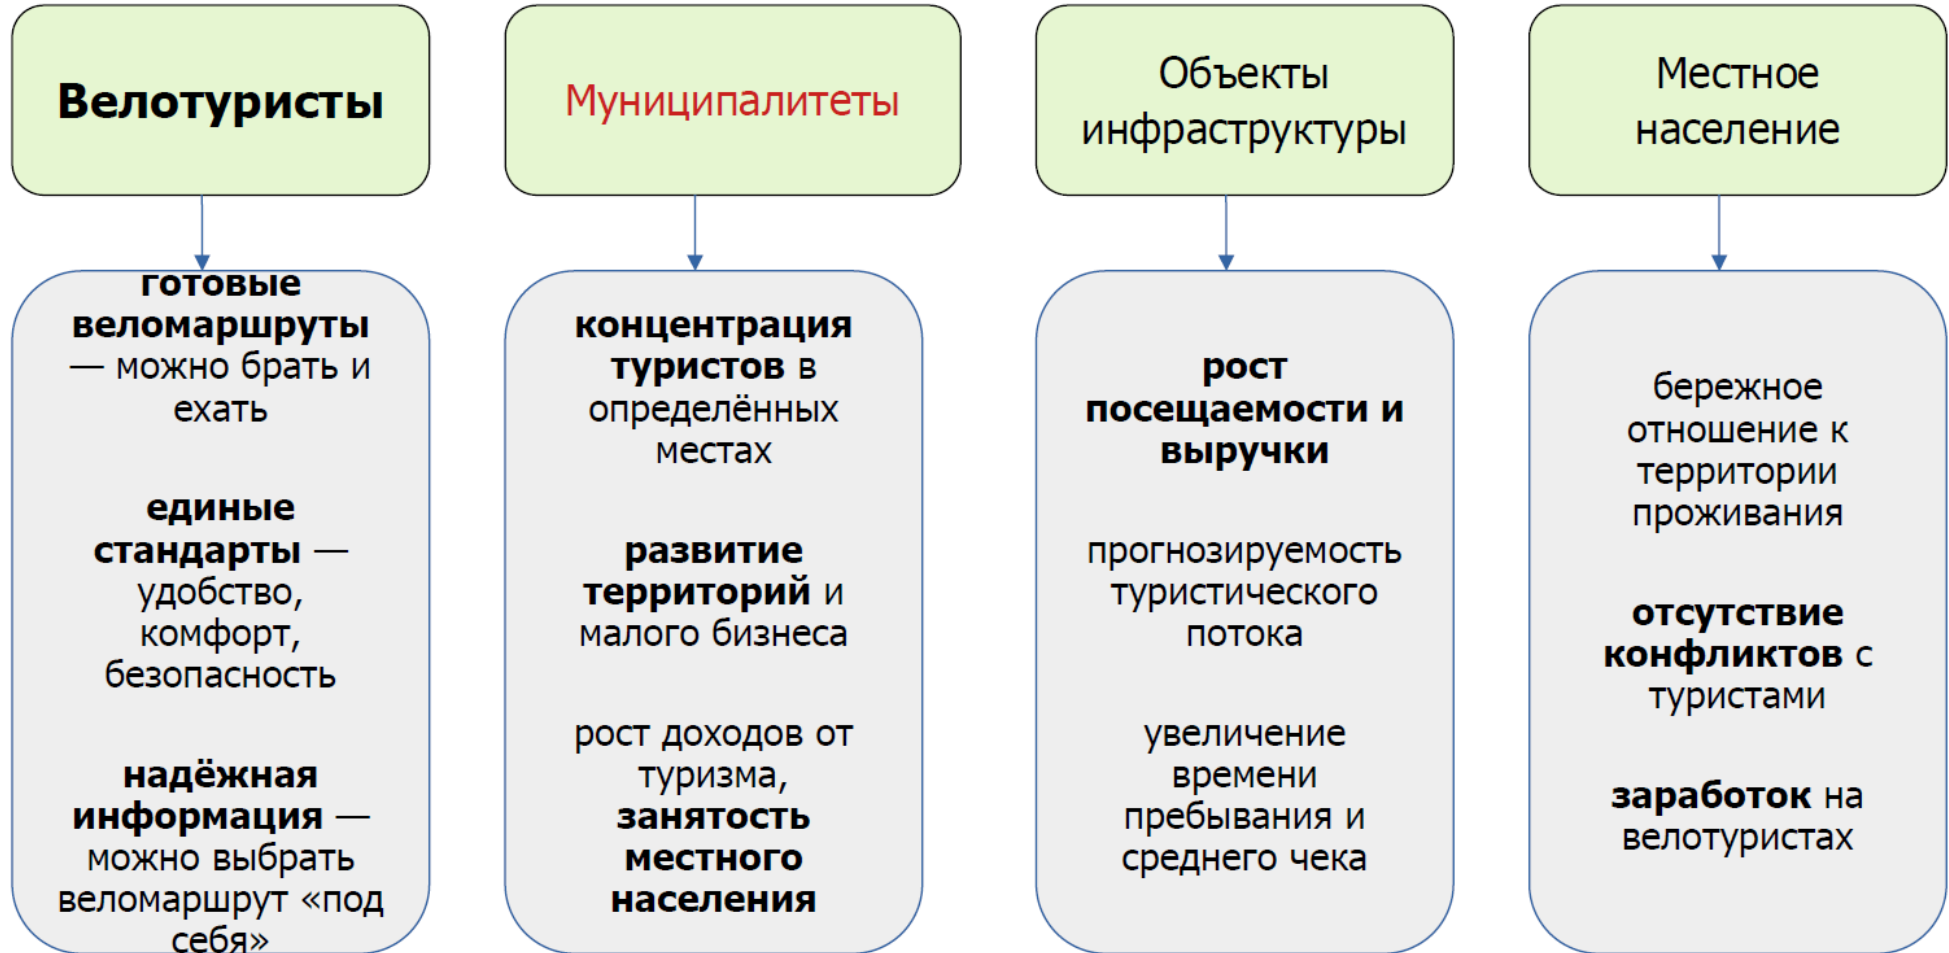 Велотуристы
Муниципалитеты
Объекты
инфраструктуры
Местное
население
готовые
веломаршруты
— можно брать и
ехать
единые
стандарты —
удобство,
комфорт,
безопасность
надёжная
информация —
можно выбрать
веломаршрут «под
себя»
концентрация
туристов в
определённых
местах
развитие
территорий и
малого бизнеса
рост доходов от
туризма,
занятость
местного
населения
рост
посещаемости и
выручки
прогнозируемость
туристического
потока
увеличение
времени
пребывания и
среднего чека
бережное
отношение к
территории
проживания
отсутствие
конфликтов с
туристами
заработок на
велотуристах